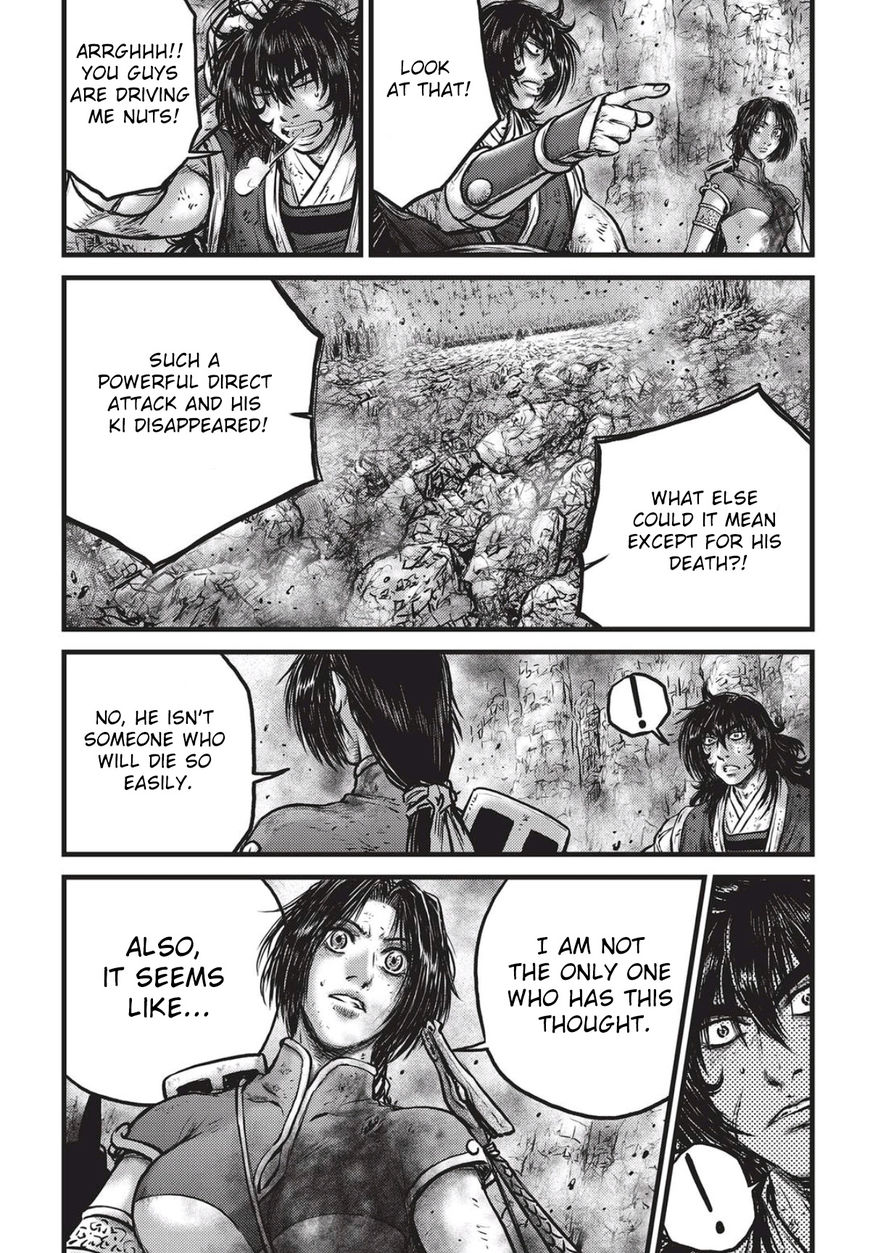 ARRGHHH!!
YOU GUYS
ARE DRIVING
ME NUTS!
LOOK
AT THAT!
SUCH A
POWERFUL DIRECT
ATTACK AND HIS
KI DISAPPEARED!
WHAT ELSE
COULD IT MEAN
EXCEPT FOR HIS
DEATH?!
NO, HE ISN'T
SOMEONE WHO
WILL DIE SO
EASILY.
!
ALSO,
IT SEEMS
LIKE...
I AM NOT
THE ONLY ONE
WHO HAS THIS
THOUGHT.
!